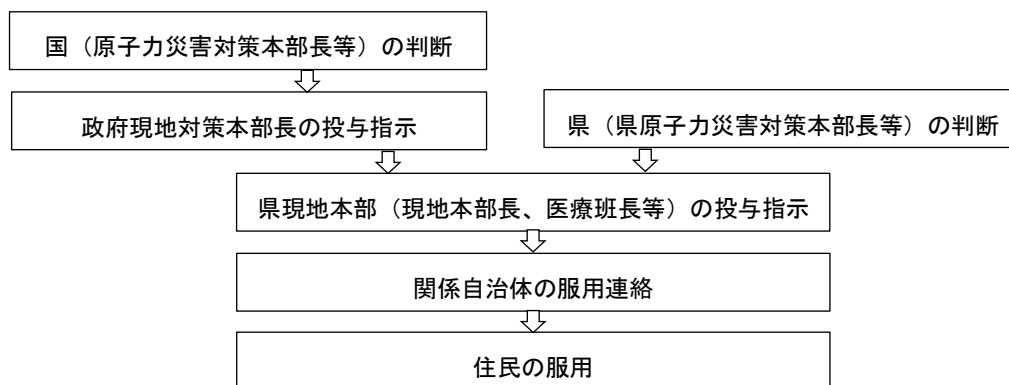 国（原子力災害対策本部長等）の判断
政府現地対策本部長の投与指示
県（県原子力災害対策本部長等）の判断
県現地本部（現地本部長、医療班長等）の投与指示
関係自治体の服用連絡
住民の服用